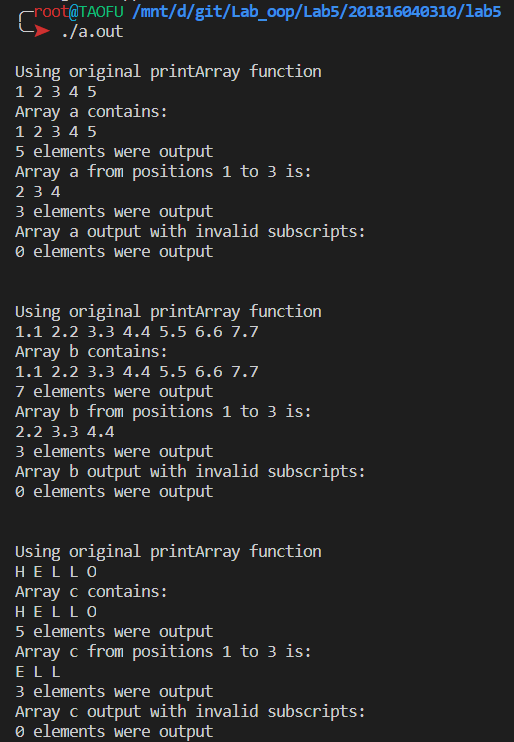 root@TAOFU /mnt/d/git/Lab_oop/Lab5/201816040310/lab5
./a.out
Using original printArray function
1 2 3 4 5
Array a contains:
1 2 3 4 5
5 elements were output
Array a from positions 1 to 3 is:
2 3 4
3 elements were output
Array a output with invalid subscripts:
0 elements were output
Using original printArray function
1.1 2.2 3.3 4.4 5.5 6.6 7.7
Array b contains:
1.1 2.2 3.3 4.4 5.5 6.6 7.7
7 elements were output
Array b from positions 1 to 3 is:
2.2 3.3 4.4
3 elements were output
Array b output with invalid subscripts:
0 elements were output
Using original printArray function
H E L L O
Array c contains:
H E L L O
5 elements were output
Array c from positions 1 to 3 is:
E L L
3 elements were output
Array c output with invalid subscripts:
0 elements were output